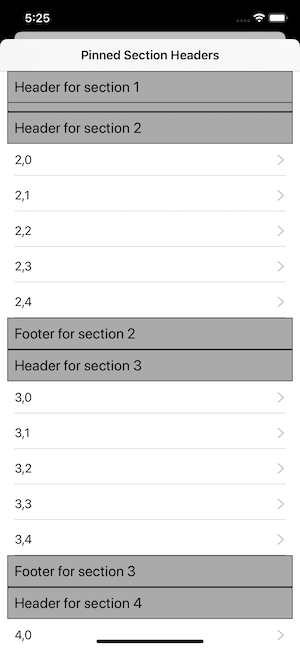 5:25
Pinned Section Headers
Header for section 1
Header for section 2
2,0
2,1
2,2
2,3
2,4
Footer for section 2
Header for section 3
3,0
3,1
3,2
3,3
3,4
Footer for section 3
Header for section 4
4,0